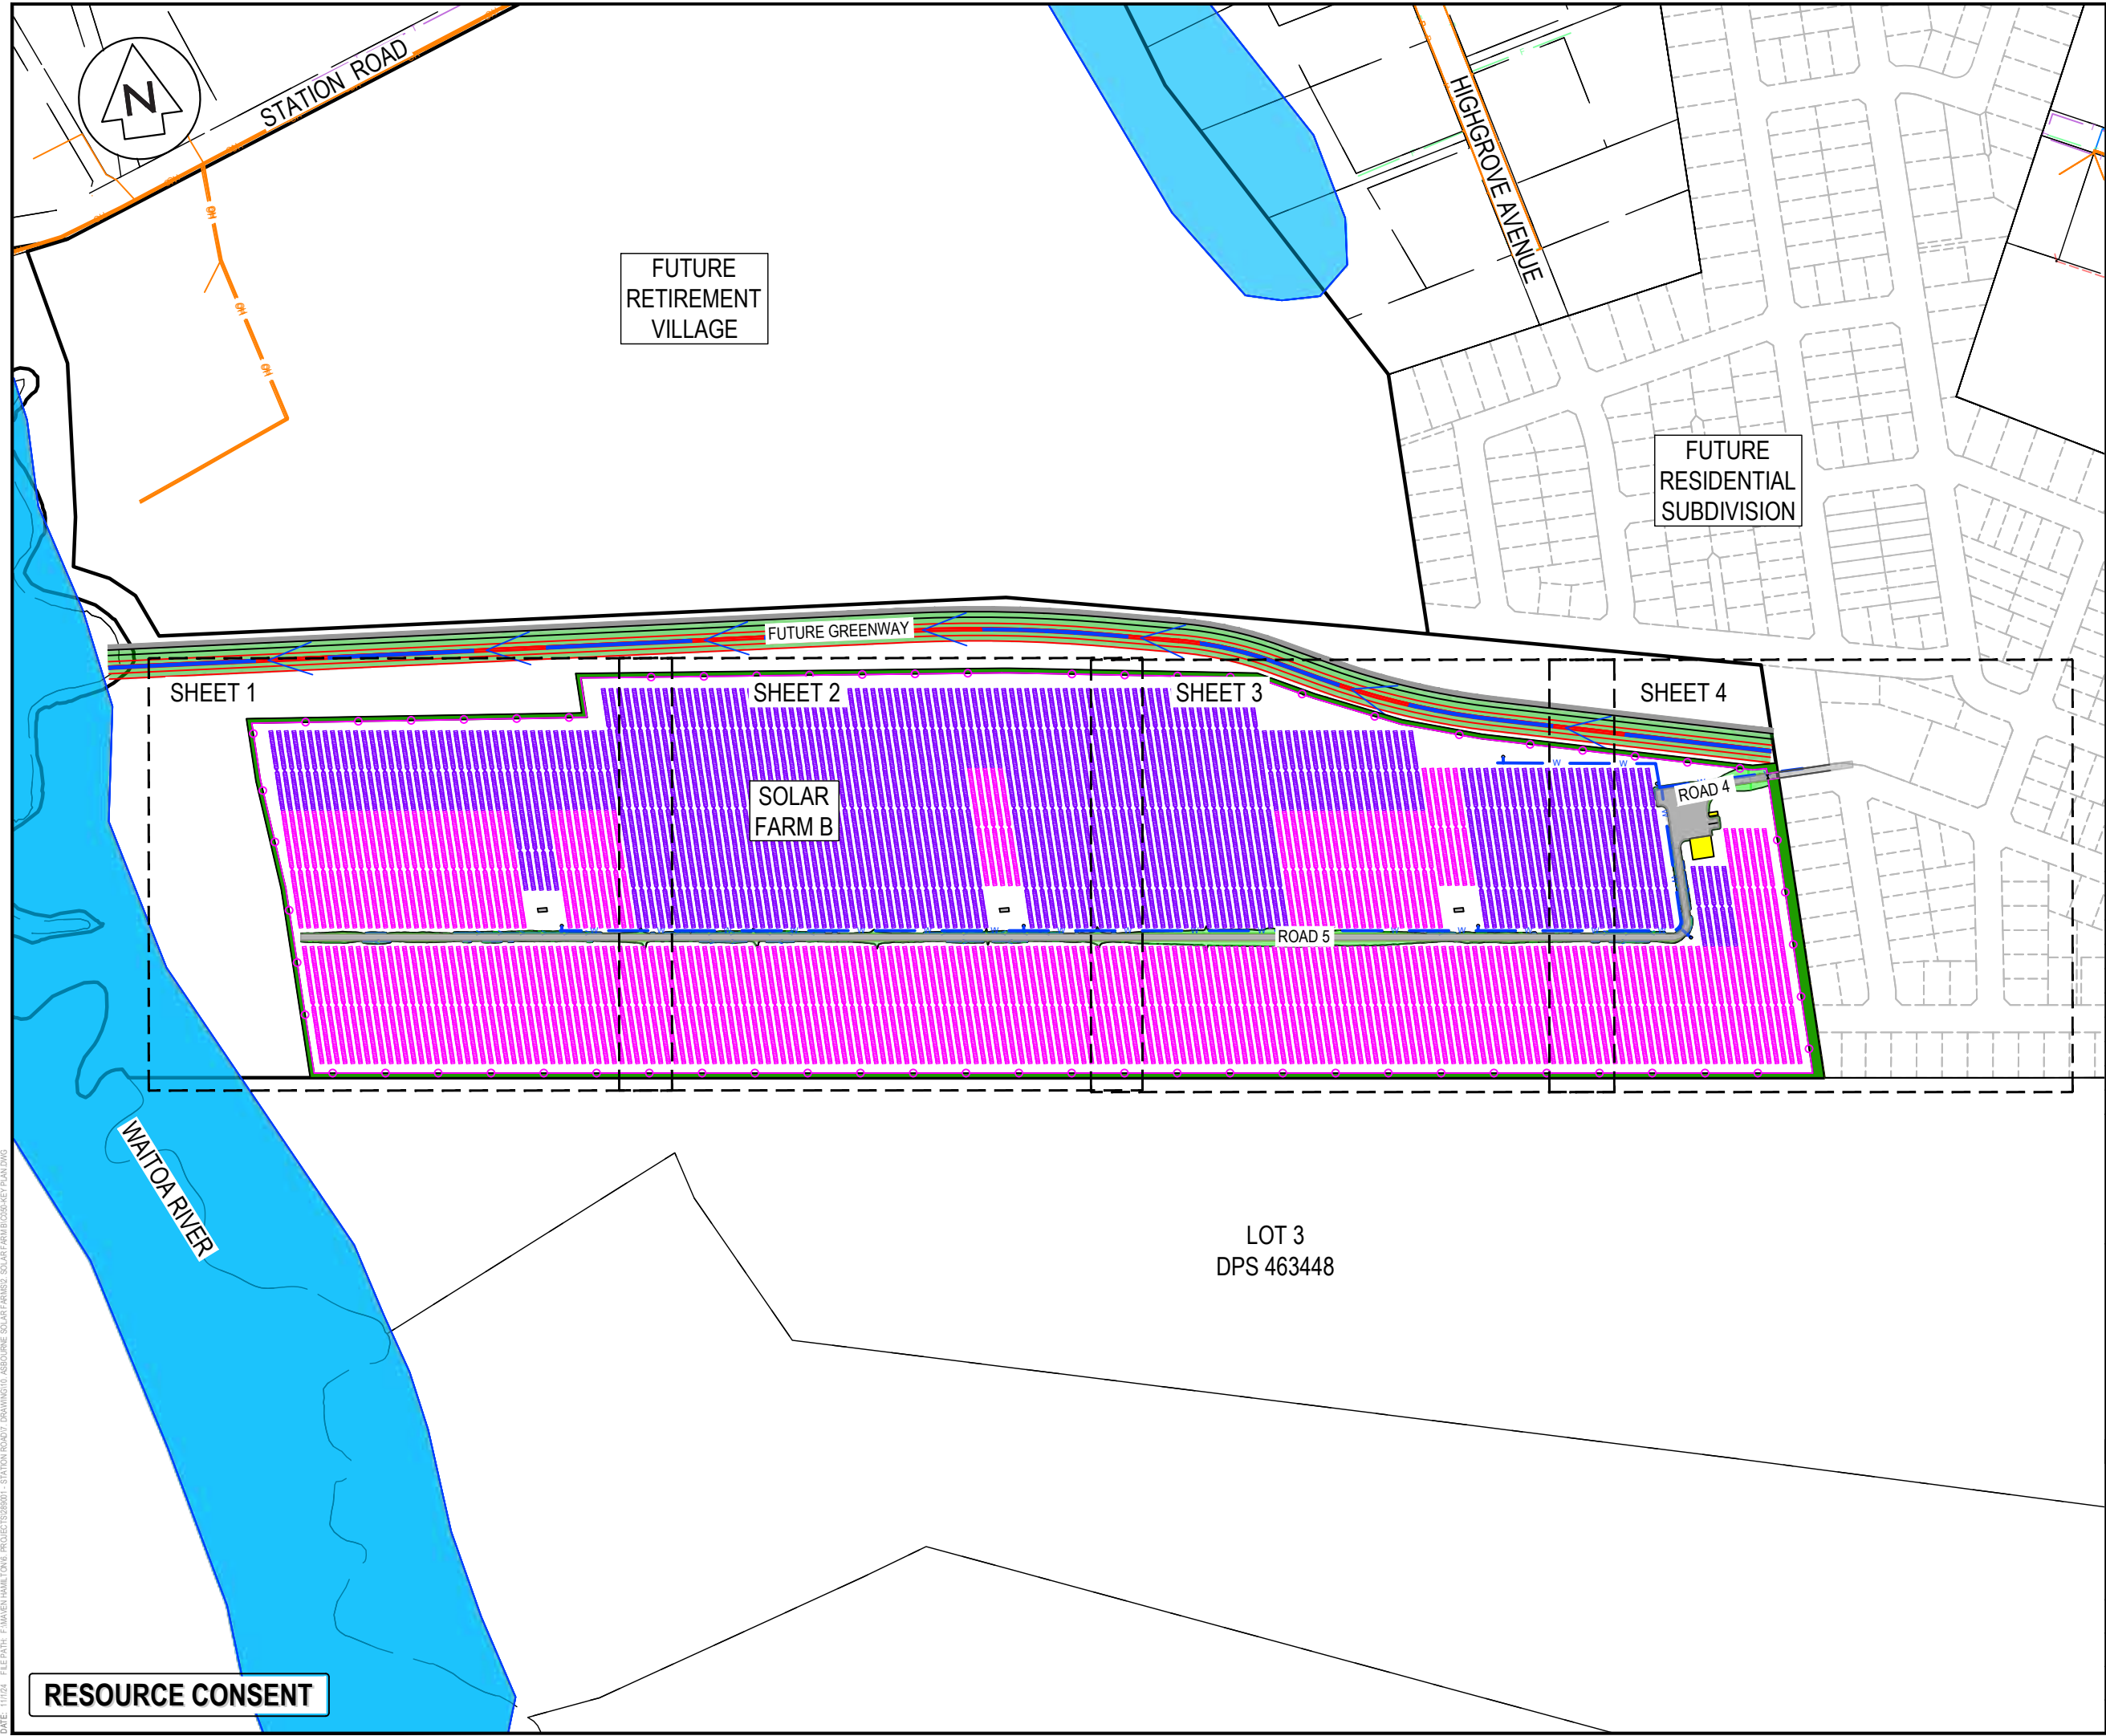 N
STATION ROAD
HIGHGROVE AVENUE
FUTURE
RETIREMENT
VILLAGE
FUTURE
RESIDENTIAL
SUBDIVISION
FUTURE GREENWAY
SHEET 1
SHEET 2
SHEET 3
SHEET 4
SOLAR
FARM B
ROAD 4
ROAD 5
WAITOA RIVER
LOT 3
DPS 463448
RESOURCE CONSENT